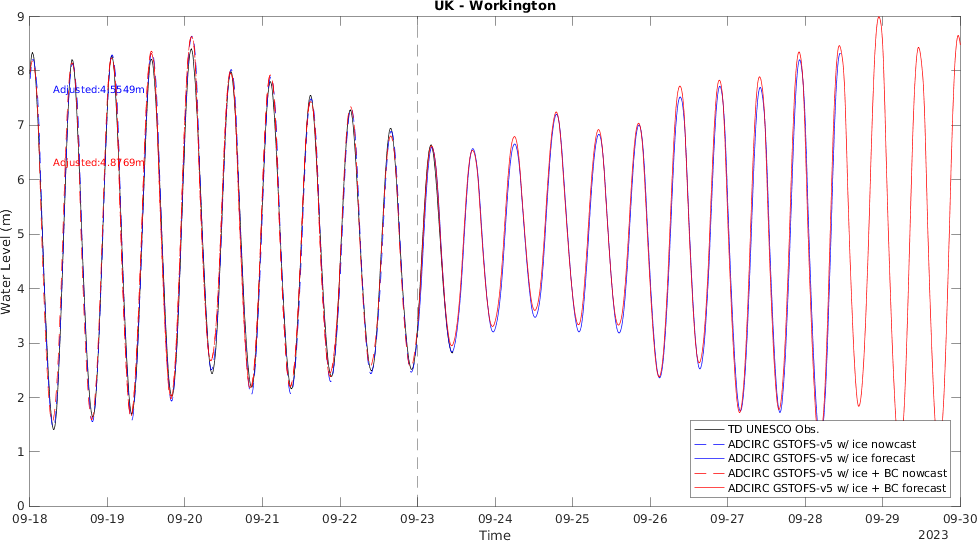 UK - Workington
9
8
7
6
5
4
3
2
1
0
Water Level (m)
Adjusted:4.5549m
Adjusted:4.8769m
TD UNESCO Obs.
ADCIRC GSTOFS-v5 w/ ice nowcast
ADCIRC GSTOFS-v5 w/ ice forecast
ADCIRC GSTOFS-v5 w/ ice + BC nowcast
ADCIRC GSTOFS-v5 w/ ice + BC forecast
09-18 09-19 09-20 09-21 09-22 09-23 09-24 09-25 09-26 09-27 09-28 09-29 09-30
Time
2023